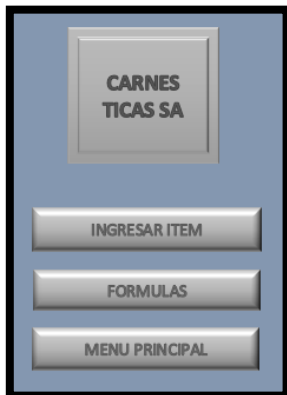 CARNES
TICAS SA
INGRESAR ITEM
FORMULAS
MENU PRINCIPAL